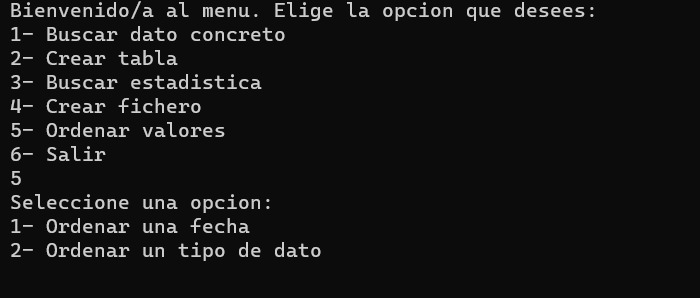 Bienvenido/a al menu. Elige la opcion que desees:
1- Buscar dato concreto
2- Crear tabla
3- Buscar estadistica
4- Crear fichero
5- Ordenar valores
6- Salir
5
Seleccione una opcion:
1- Ordenar una fecha
2- Ordenar un tipo de dato